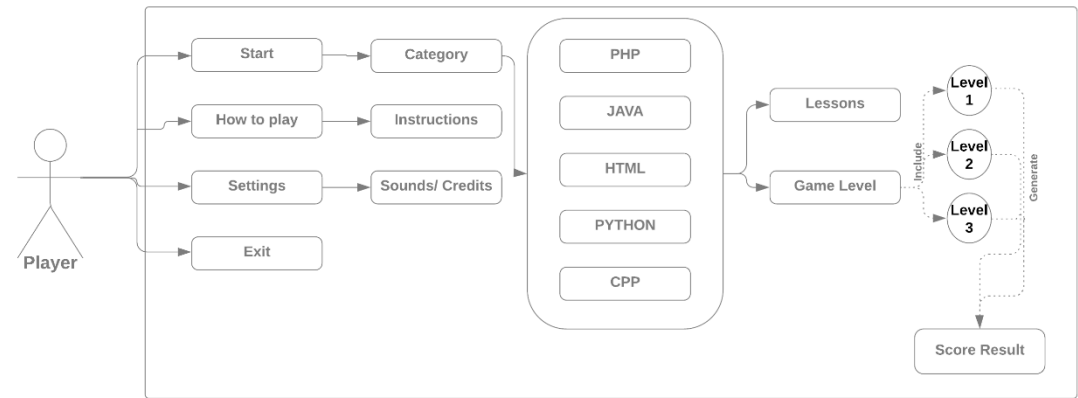 Start
Category
How to play
Instructions
Settings
Sounds/ Credits
Exit
Player
PHP
JAVA
HTML
PYTHON
CPP
Lessons
Game Level
Include
Level
1
Level
2
Level
3
Generate
Score Result